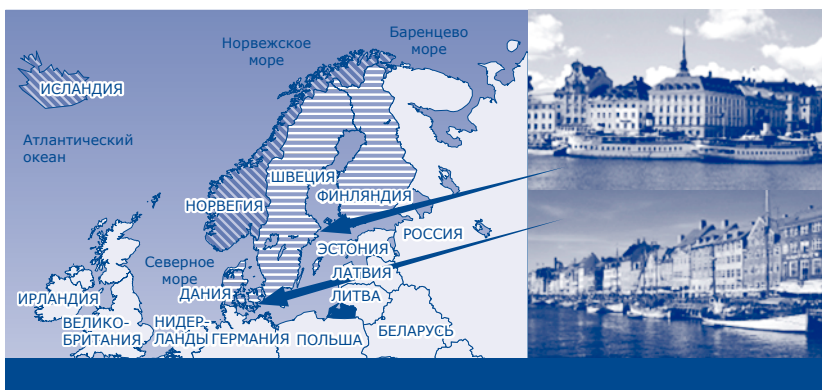 Баренцево
море
Норвежское
море
ИСЛАНДИЯ
Атлантический
океан
ШВЕЦИЯ
ФИНЛЯНДИЯ
НОРВЕГИЯ
РОССИЯ
ЭСТОНИЯ
Северное
море
ЛАТВИЯ
ДАНИЯ
ЛИТВА
ИРЛАНДИЯ
ВЕЛИКО-
БРИТАНИЯ
НИДЕР-
ЛАНДЫ
ГЕРМАНИЯ
ПОЛЬША
БЕЛАРУСЬ